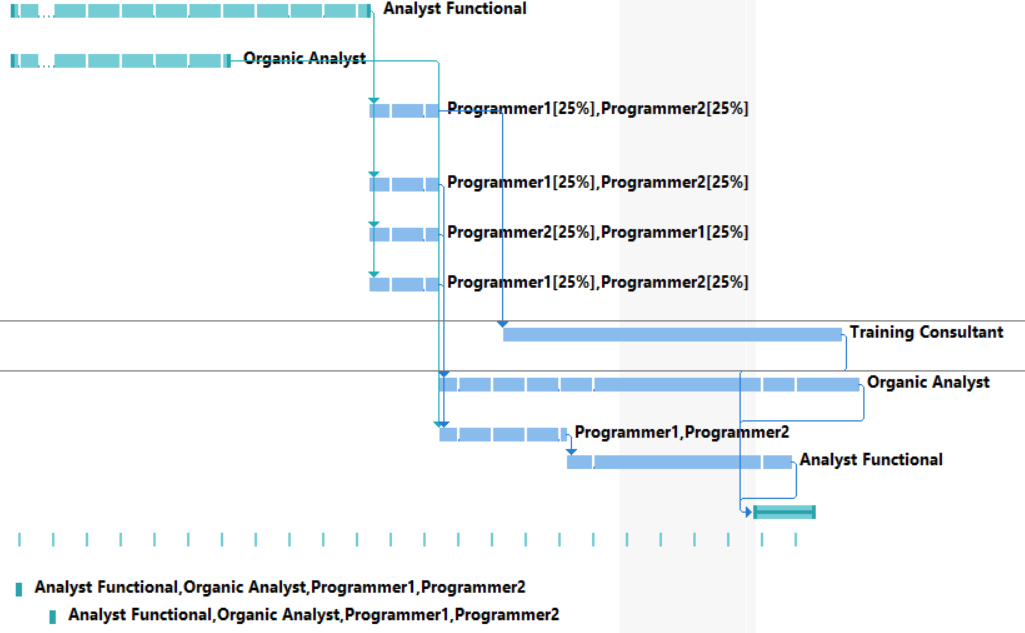 Analyst Functional
Organic Analyst
Programmer1[25%],Programmer2[25%]
Programmer1[25%],Programmer2[25%]
Programmer2[25%],Programmer1[25%]
Programmer1[25%],Programmer2[25%]
Training Consultant
Organic Analyst
Programmer1,Programmer2
Analyst Functional
Analyst Functional,Organic Analyst,Programmer1,Programmer2
Analyst Functional,Organic Analyst,Programmer1,Programmer2